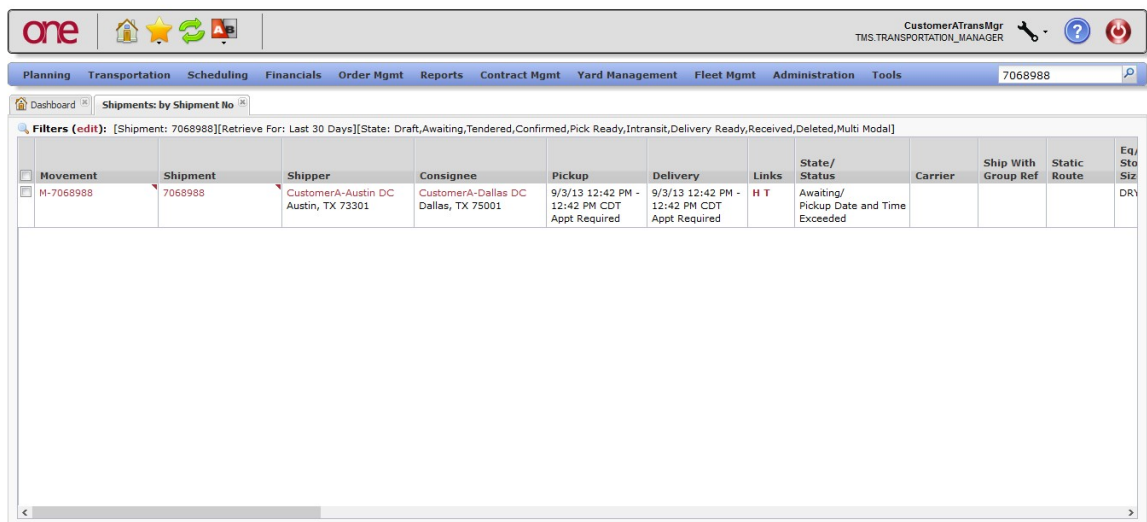 one
CustomerATransMgr
TMS.TRANSPORTATION_MANAGER
Planning Transportation Scheduling Financials Order Mgmt Reports Contract Mgmt Yard Management Fleet Mgmt Administration Tools 7068988
Dashboard Shipments: by Shipment No
Filters (edit): [Shipment: 7068988][Retrieve For: Last 30 Days][State: Draft,Awaiting,Tendered,Confirmed,Pick Ready,Intransit,Delivery Ready,Received,Deleted,Multi Modal]
Movement Shipment Shipper Consignee Pickup Delivery Links State/ Status Carrier Ship With Group Ref Static Route Eq/ Sto Siz
M-7068988 7068988 CustomerA-Austin DC CustomerA-Dallas DC 9/3/13 12:42 PM - 9/3/13 12:42 PM - H T Awaiting/ DRY
Austin, TX 73301 Dallas, TX 75001 12:42 PM CDT 12:42 PM CDT Pickup Date and Time
Appt Required Appt Required Exceeded